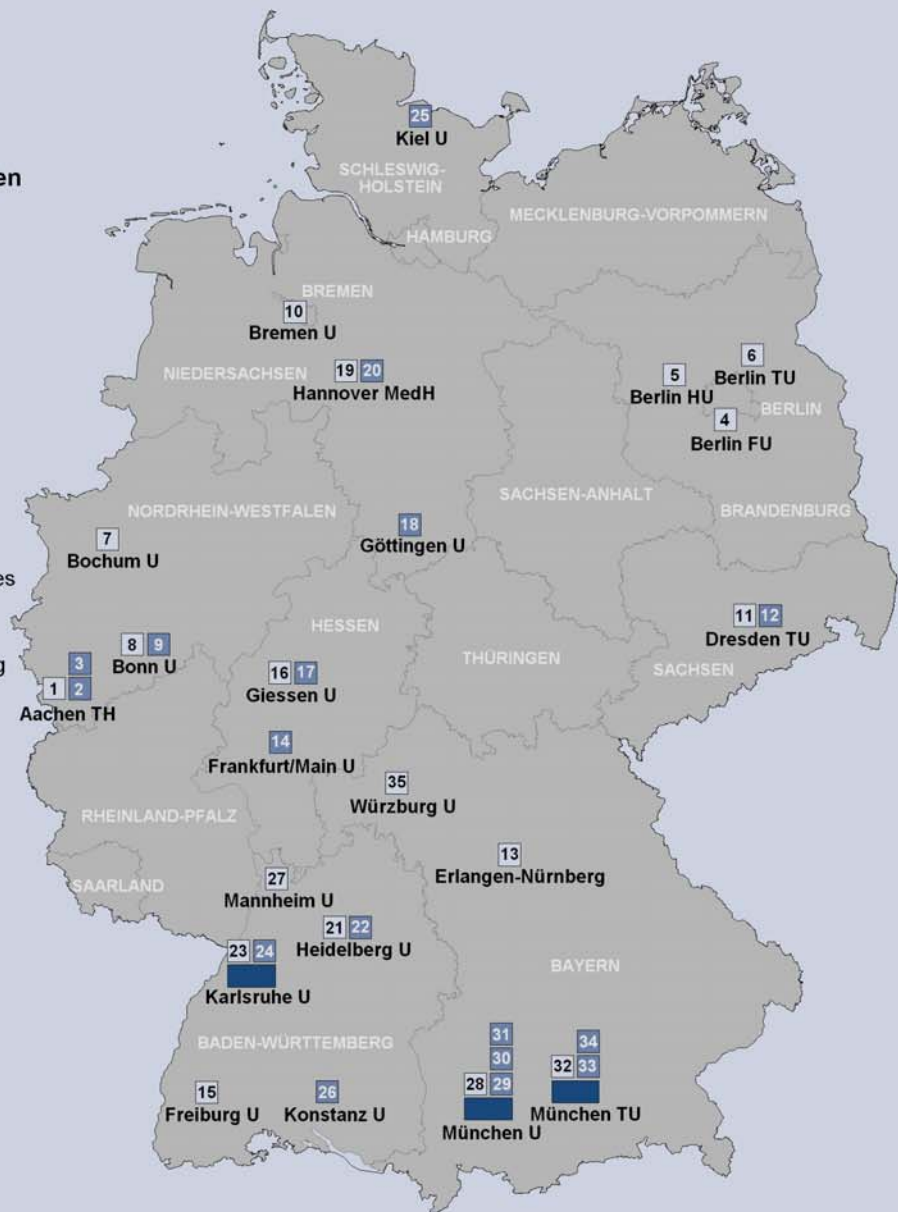 25
Kiel U
en
SCHLESWIG-
HOLSTEIN
MECKLENBURG-VORPOMMERN
HAMBURG
BREMEN
10
Bremen U
6
Berlin TU
19 20
NIEDERSACHSEN
Hannover MedH
5
Berlin HU
BERLIN
4
Berlin FU
SACHSEN-ANHALT
NORDRHEIN-WESTFALEN
BRANDENBURG
18
Göttingen U
7
Bochum U
es
11 12
Dresden TU
HESSEN
8 9
Bonn U
THÜRINGEN
SACHSEN
g
3
1 2
Aachen TH
16 17
Giessen U
14
Frankfurt/Main U
35
Würzburg U
RHEINLAND-PFALZ
13
Erlangen-Nürnberg
SAARLAND
27
Mannheim U
21 22
Heidelberg U
23 24
Karlsruhe U
BAYERN
BADEN-WÜRTTEMBERG
31
30
28 29
München U
34
32 33
München TU
15
Freiburg U
26
Konstanz U